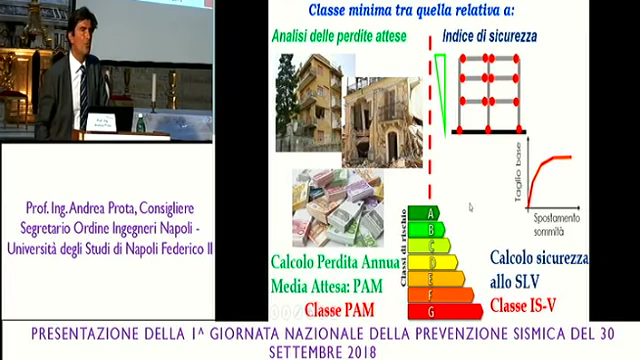 Classe minima tra quella relativa a:
Analisi delle perdite attese
Indice di sicurezza
Taglio base
Spostamento
sommità
Classi di rischio
A
B
C
D
E
F
G
Calcolo Perdita Annua
Media Attesa: PAM
Classe PAM
Calcolo sicurezza
allo SLV
Classe IS-V
Prof. Ing. Andrea Prota, Consigliere
Segretario Ordine Ingegneri Napoli -
Università degli Studi di Napoli Federico II
PRESENTAZIONE DELLA 1^ GIORNATA NAZIONALE DELLA PREVENZIONE SISMICA DEL 30
SETTEMBRE 2018